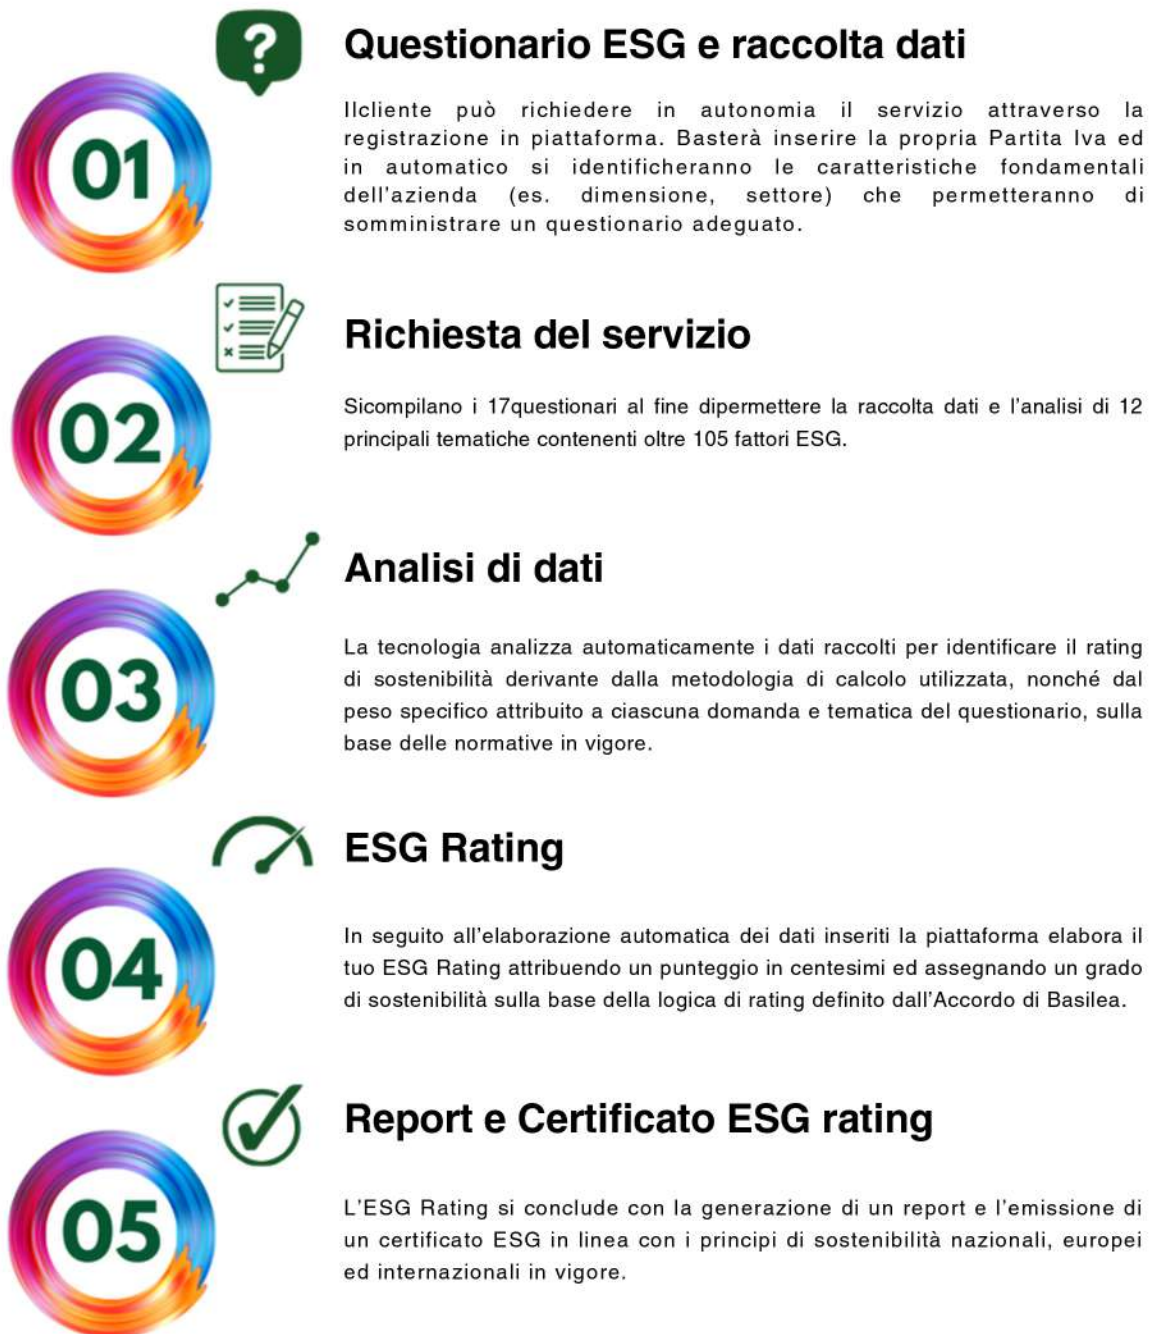 ?
Questionario ESG e raccolta dati
01
Ilcliente può richiedere in autonomia il servizio attraverso la
registrazione in piattaforma. Basterà inserire la propria Partita Iva ed
in automatico si identificheranno le caratteristiche fondamentali
dell'azienda (es. dimensione, settore) che permetteranno di
somministrare un questionario adeguato.
Richiesta del servizio
02
Sicompilano i 17questionari al fine dipermettere la raccolta dati e l'analisi di 12
principali tematiche contenenti oltre 105 fattori ESG.
Analisi di dati
03
La tecnologia analizza automaticamente i dati raccolti per identificare il rating
di sostenibilità derivante dalla metodologia di calcolo utilizzata, nonché dal
peso specifico attribuito a ciascuna domanda e tematica del questionario, sulla
base delle normative in vigore.
ESG Rating
04
In seguito all'elaborazione automatica dei dati inseriti la piattaforma elabora il
tuo ESG Rating attribuendo un punteggio in centesimi ed assegnando un grado
di sostenibilità sulla base della logica di rating definito dall'Accordo di Basilea.
Report e Certificato ESG rating
05
L'ESG Rating si conclude con la generazione di un report e l'emissione di
un certificato ESG in linea con i principi di sostenibilità nazionali, europei
ed internazionali in vigore.